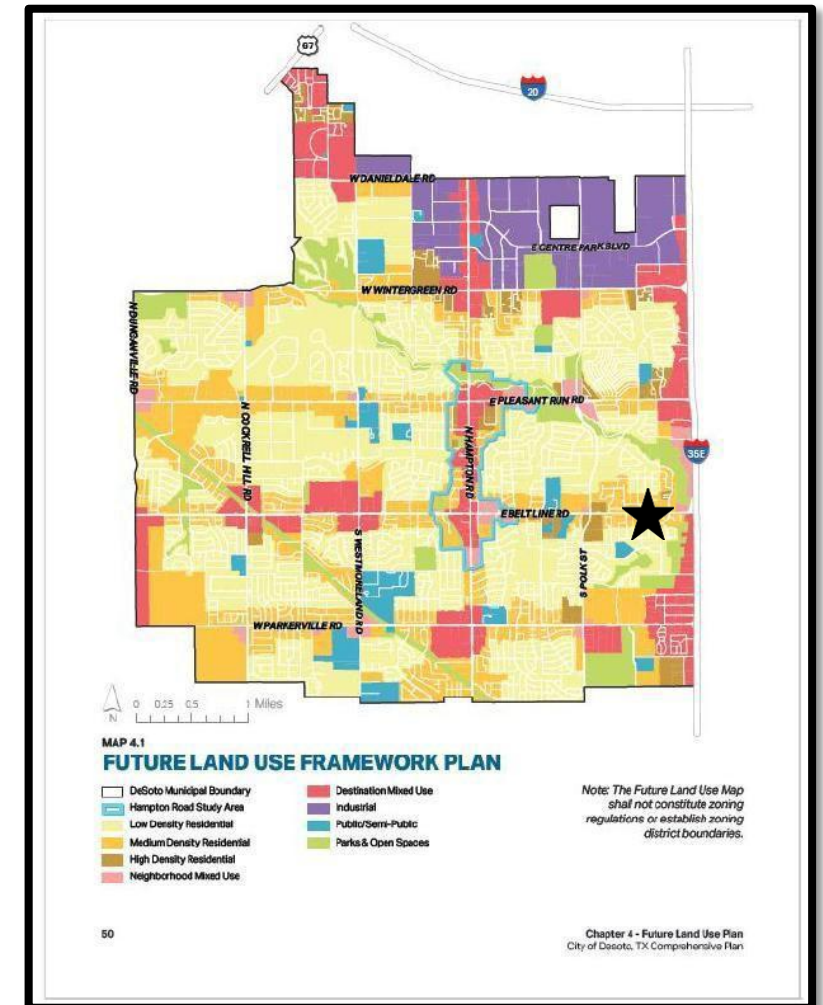 67
20
W DANIELDALE RD
E CENTRE PARK BLVD
W WINTERGREEN RD
N DUNCANVILLE RD
E PLEASANT RUN RD
N COCKRELL HILL RD
N HAMPTON RD
35E
E BELT LINE RD
S WESTMORELAND RD
S POLK ST
W PARKERVILLE RD
N
0 0.25 0.5 1 Miles
MAP 4.1
FUTURE LAND USE FRAMEWORK PLAN
DeSoto Municipal Boundary
Hampton Road Study Area
Low Density Residential
Medium Density Residential
High Density Residential
Neighborhood Mixed Use
Destination Mixed Use
Industrial
Public/Semi-Public
Parks & Open Spaces
Note: The Future Land Use Map
shall not constitute zoning
regulations or establish zoning
district boundaries.
50
Chapter 4 - Future Land Use Plan
City of Desoto, TX Comprehensive Plan